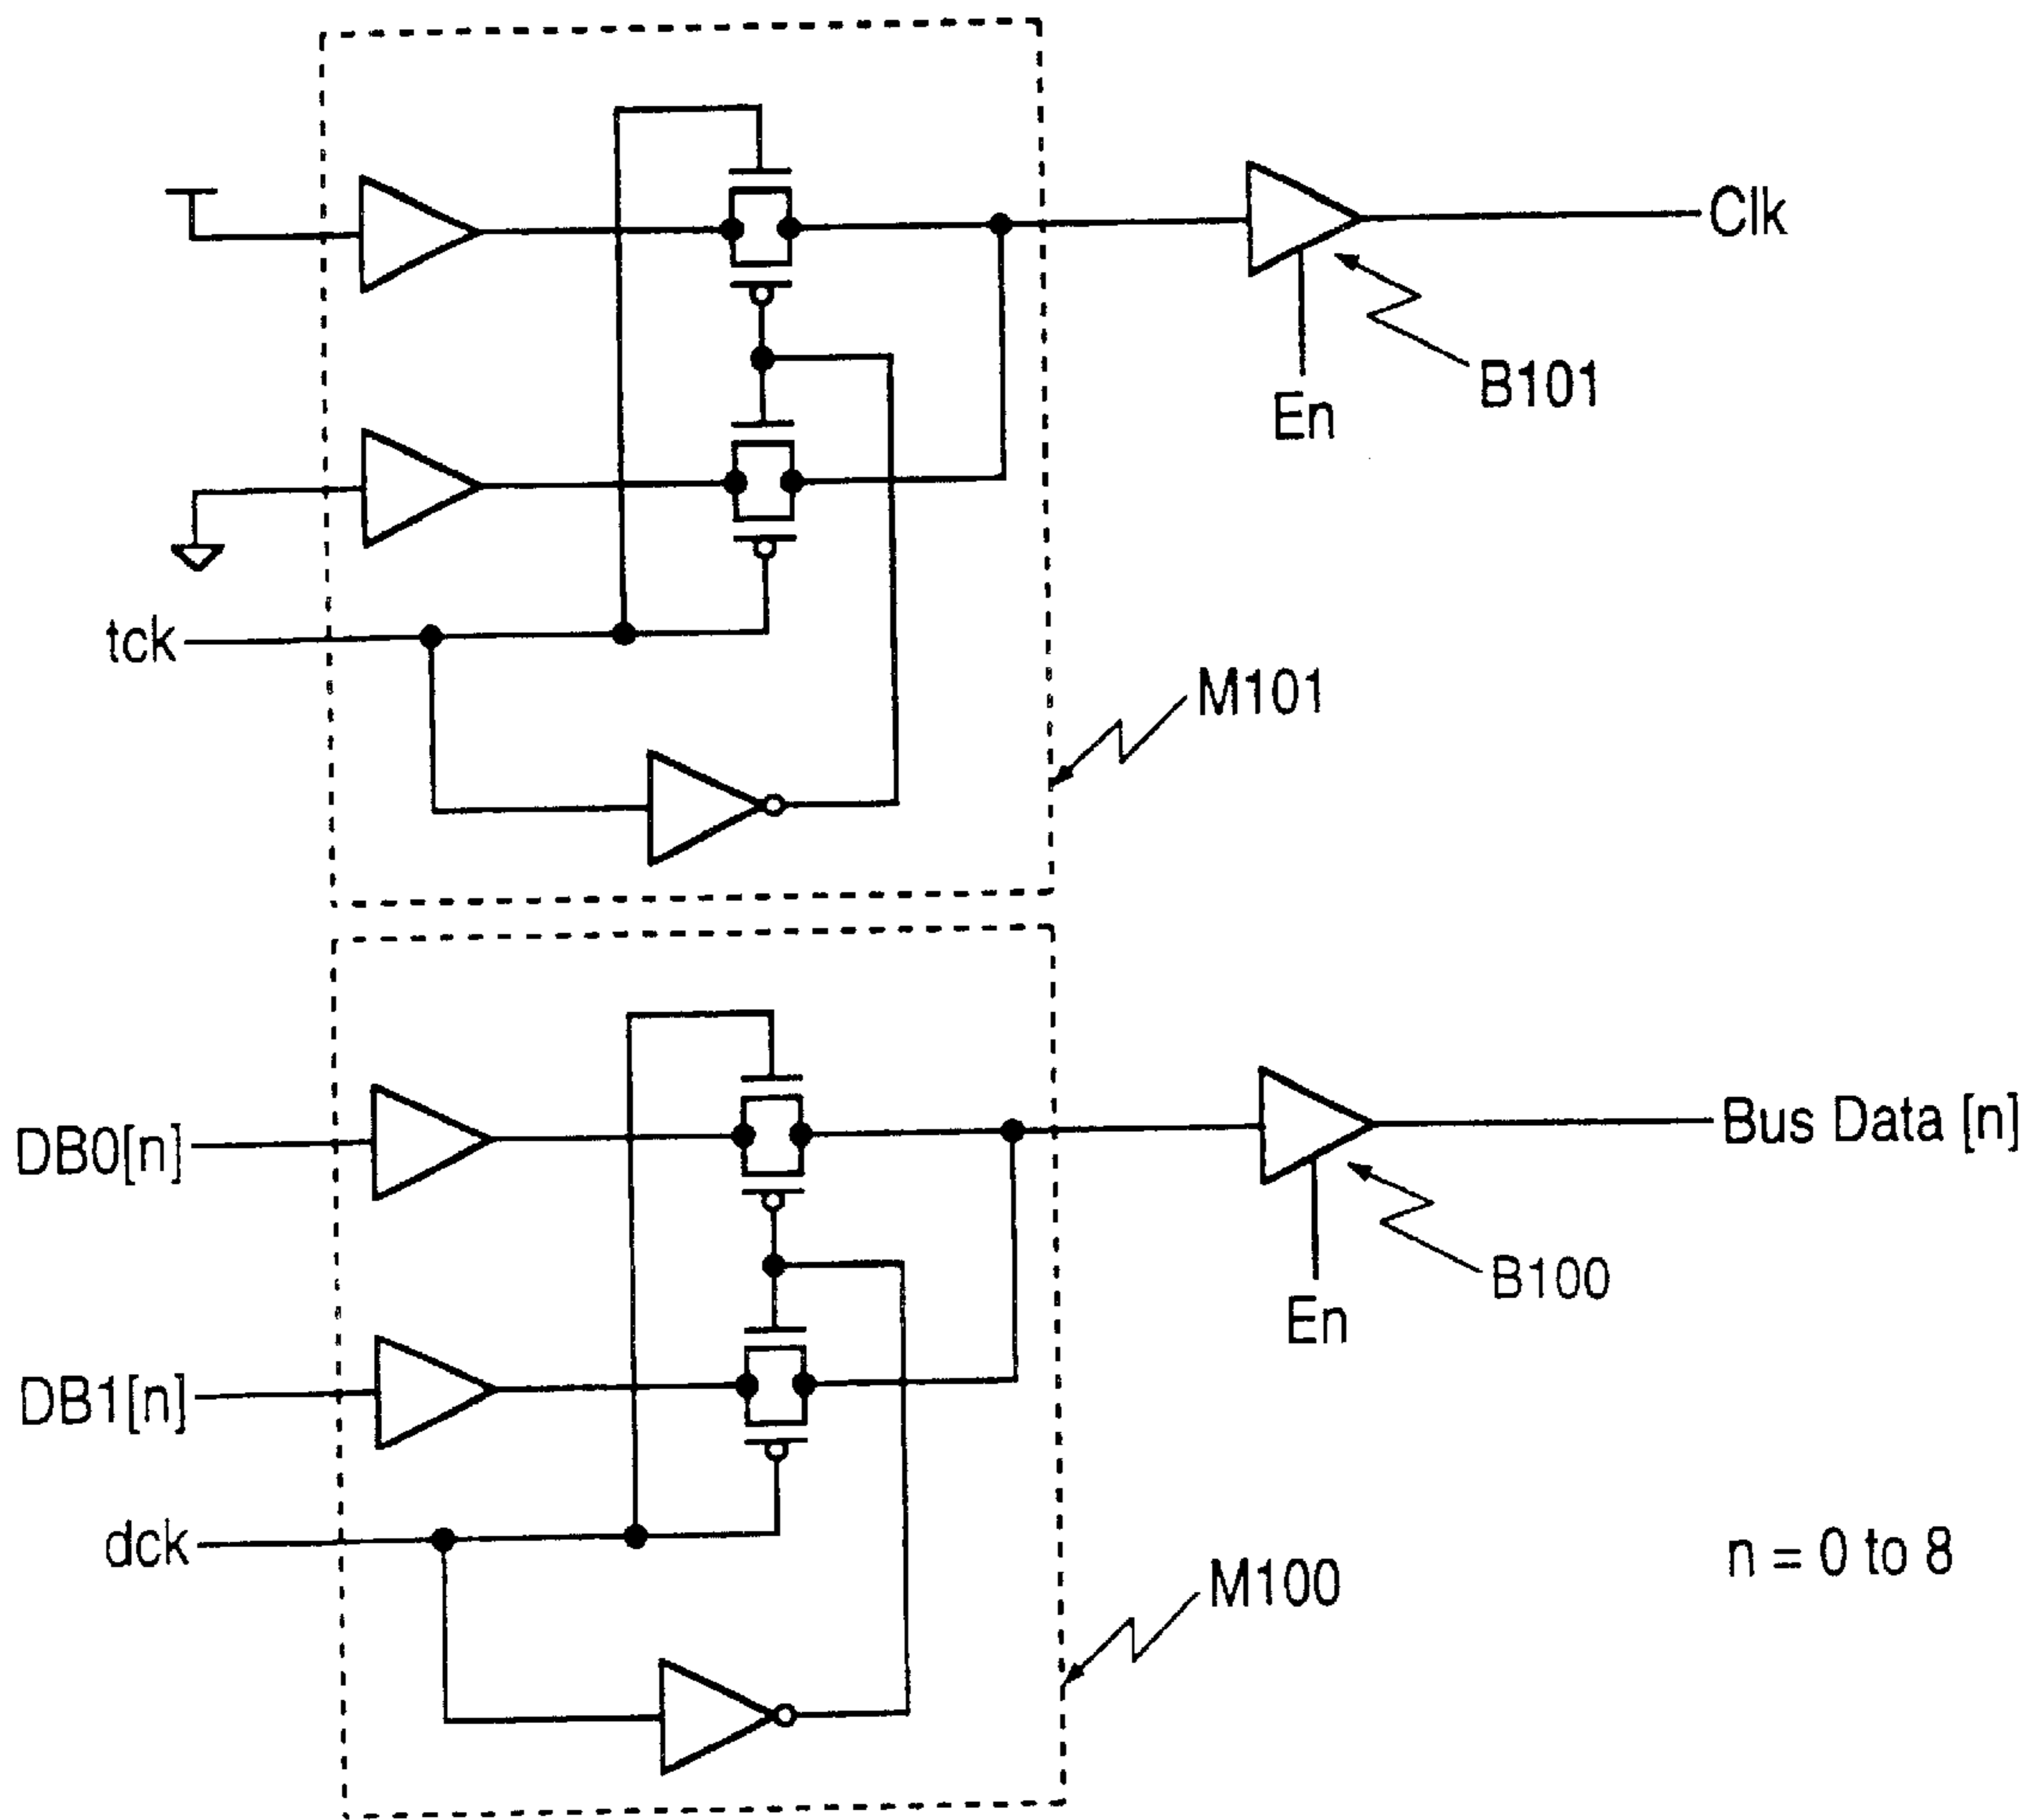 Clk
B101
En
tck
M101
DB0[n]
Bus Data [n]
B100
En
DB1[n]
dck
n = 0 to 8
M100